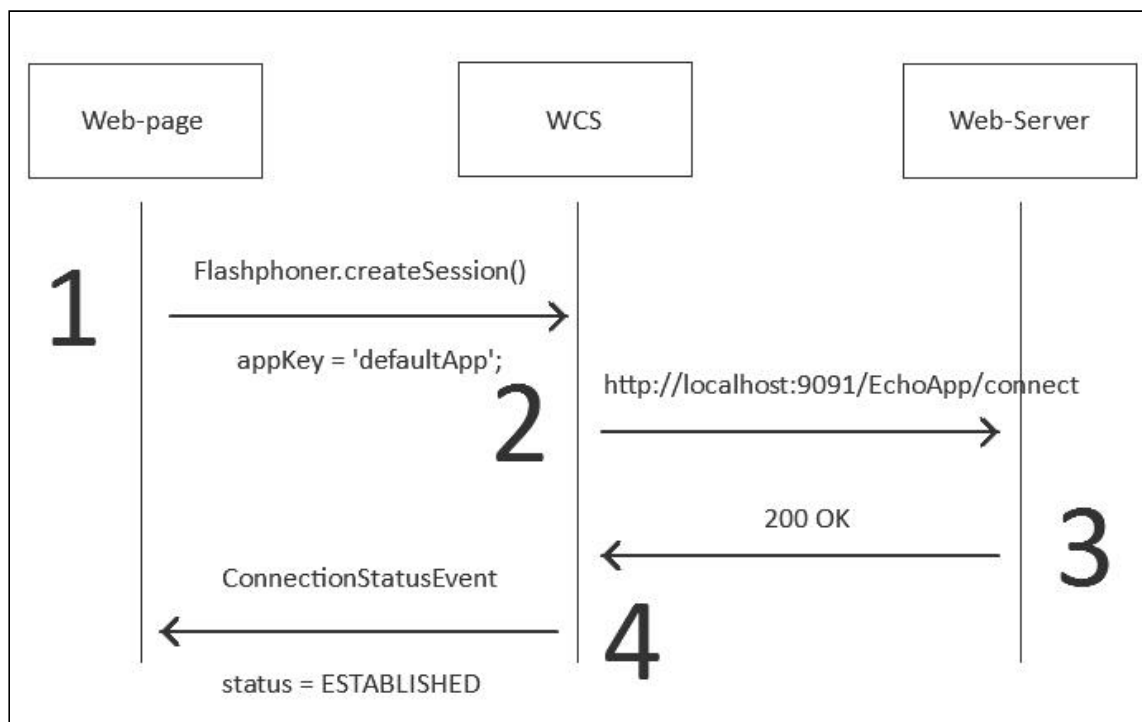 Web-page
WCS
Web-Server
1
Flashphoner.createSession()
appKey = 'defaultApp';
2
http://localhost:9091/EchoApp/connect
200 OK
3
ConnectionStatusEvent
4
status = ESTABLISHED